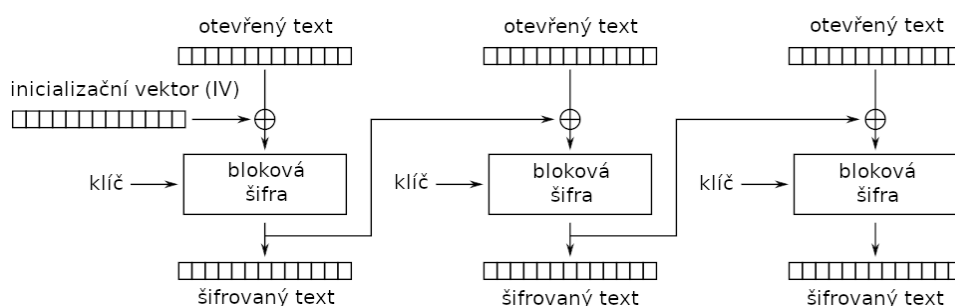 otevřený text
otevřený text
otevřený text
inicializační vektor (IV)
klíč
bloková
šifra
klíč
bloková
šifra
klíč
bloková
šifra
šifrovaný text
šifrovaný text
šifrovaný text